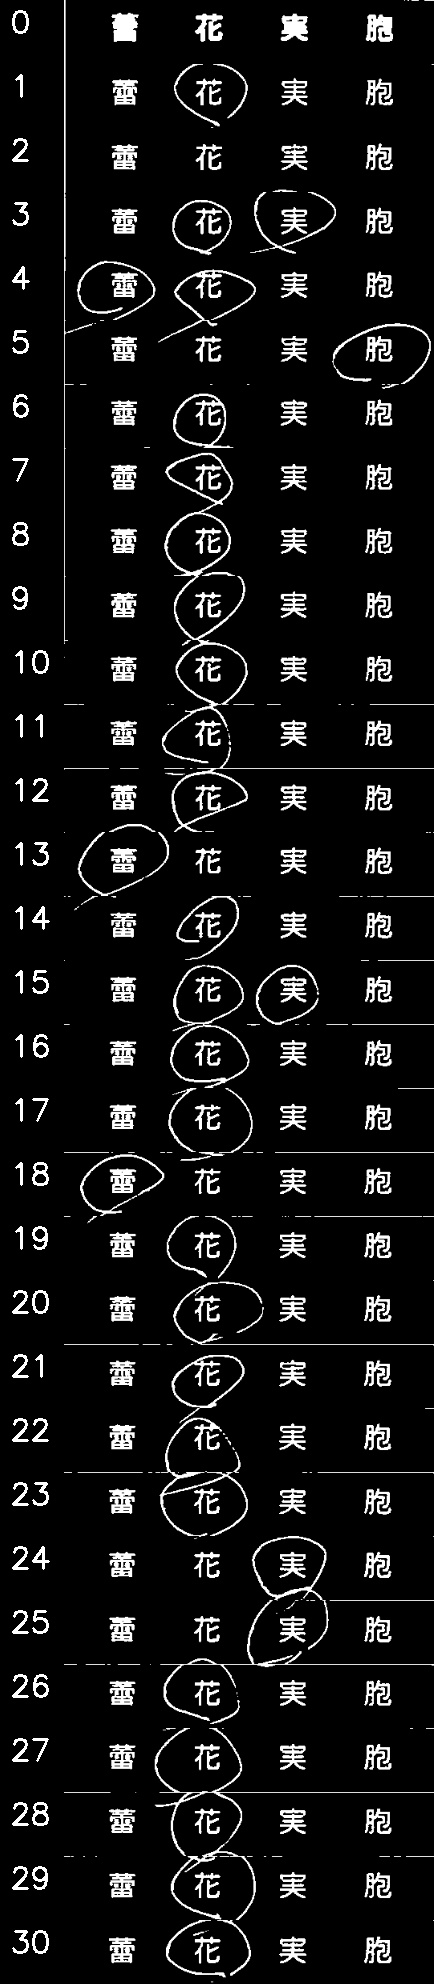 0 蕾 花 実 胞
1 蕾 花 実 胞
2 蕾 花 実 胞
3 蕾 花 実 胞
4 蕾 花 実 胞
5 蕾 花 実 胞
6 蕾 花 実 胞
7 蕾 花 実 胞
8 蕾 花 実 胞
9 蕾 花 実 胞
10 蕾 花 実 胞
11 蕾 花 実 胞
12 蕾 花 実 胞
13 蕾 花 実 胞
14 蕾 花 実 胞
15 蕾 花 実 胞
16 蕾 花 実 胞
17 蕾 花 実 胞
18 蕾 花 実 胞
19 蕾 花 実 胞
20 蕾 花 実 胞
21 蕾 花 実 胞
22 蕾 花 実 胞
23 蕾 花 実 胞
24 蕾 花 実 胞
25 蕾 花 実 胞
26 蕾 花 実 胞
27 蕾 花 実 胞
28 蕾 花 実 胞
29 蕾 花 実 胞
30 蕾 花 実 胞